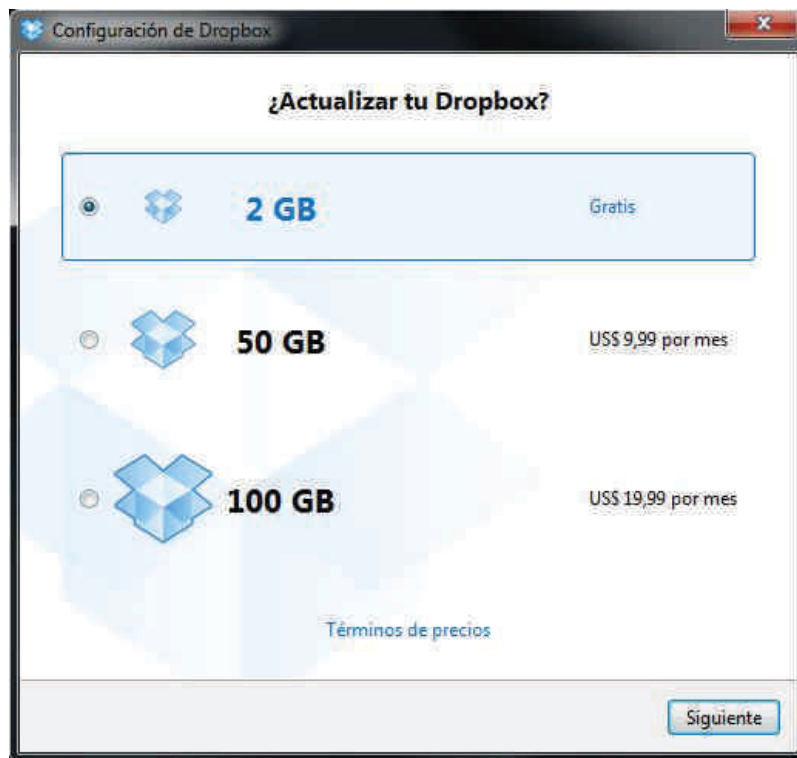 Configuración de Dropbox
¿Actualizar tu Dropbox?
2 GB Gratis
50 GB US$ 9,99 por mes
100 GB US$ 19,99 por mes
Términos de precios
Siguiente